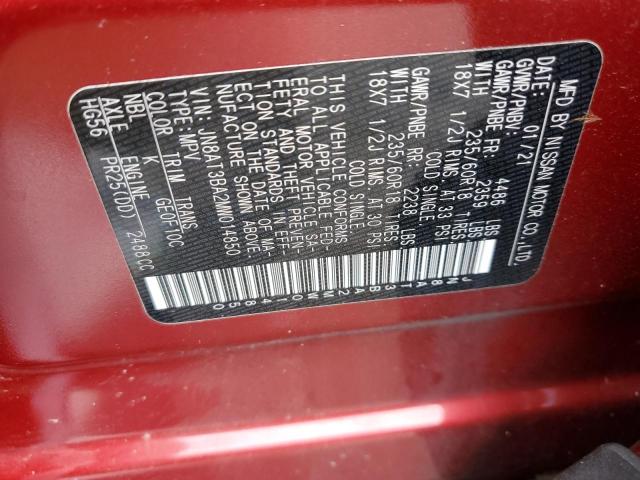 MFD BY NISSAN MOTOR CO.,LTD.
DATE: 01/21
GVWR/PNBV: 4486 LBS
GAWR/PNBE FR: 2359 LBS
WITH 235/60R18 TIRES,
18X7 1/2J RIMS AT 33 PSI
COLD SINGLE
GAWR/PNBE RR: 2238 LBS
WITH 235/60R18 TIRES,
18X7 1/2J RIMS AT 30 PSI
COLD SINGLE
THIS VEHICLE CONFORMS
TO ALL APPLICABLE FED-
ERAL MOTOR VEHICLE SA-
FETY AND THEFT PREVEN-
TION STANDARDS IN EFF-
ECT ON THE DATE OF MA-
NUFACTURE SHOWN ABOVE
VIN: JN8AT3BA2MW014850
TYPE: MPV
TRIM TRANS.
NBL K GE0F10C
AXLE ENGINE
HG56 PR25(DD) 2488CC
JN8AT3BA2MW014850